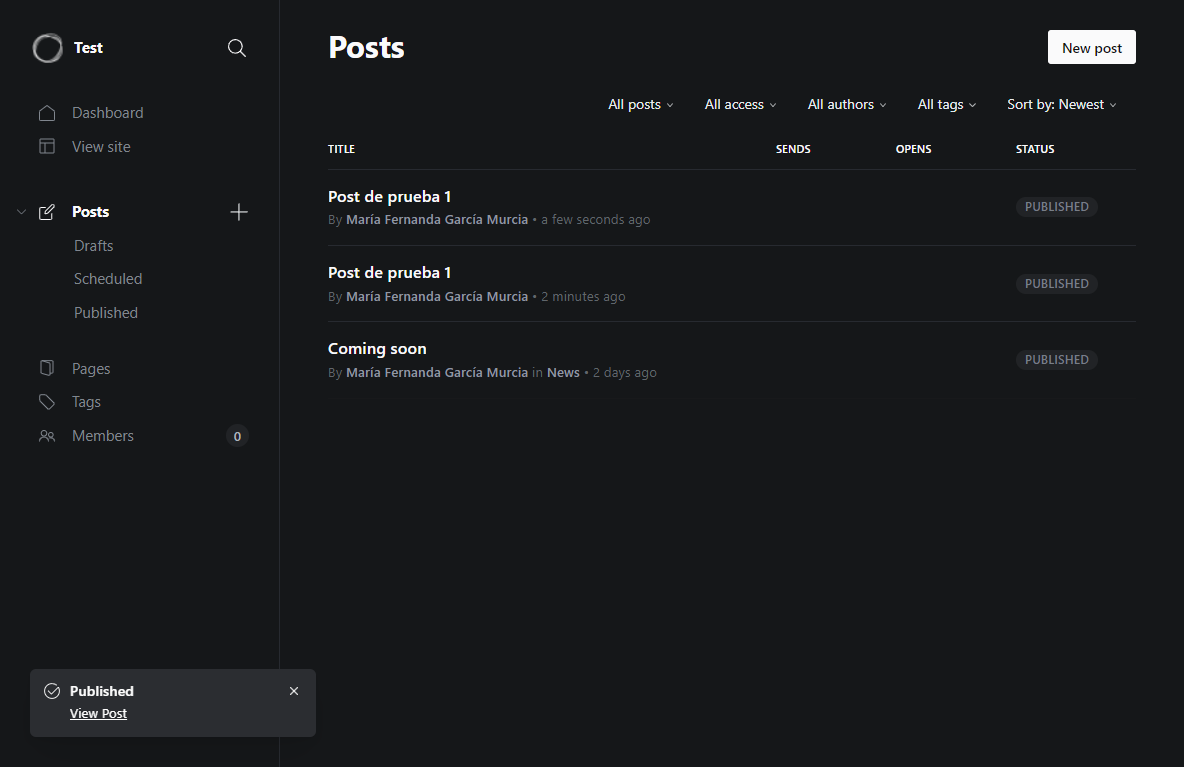 Test
Dashboard
View site
Posts
Drafts
Scheduled
Published
Pages
Tags
Members 0
Posts
New post
All posts All access All authors All tags Sort by: Newest
TITLE SENDS OPENS STATUS
Post de prueba 1
By María Fernanda García Murcia • a few seconds ago
PUBLISHED
Post de prueba 1
By María Fernanda García Murcia • 2 minutes ago
PUBLISHED
Coming soon
By María Fernanda García Murcia in News • 2 days ago
PUBLISHED
Published
View Post